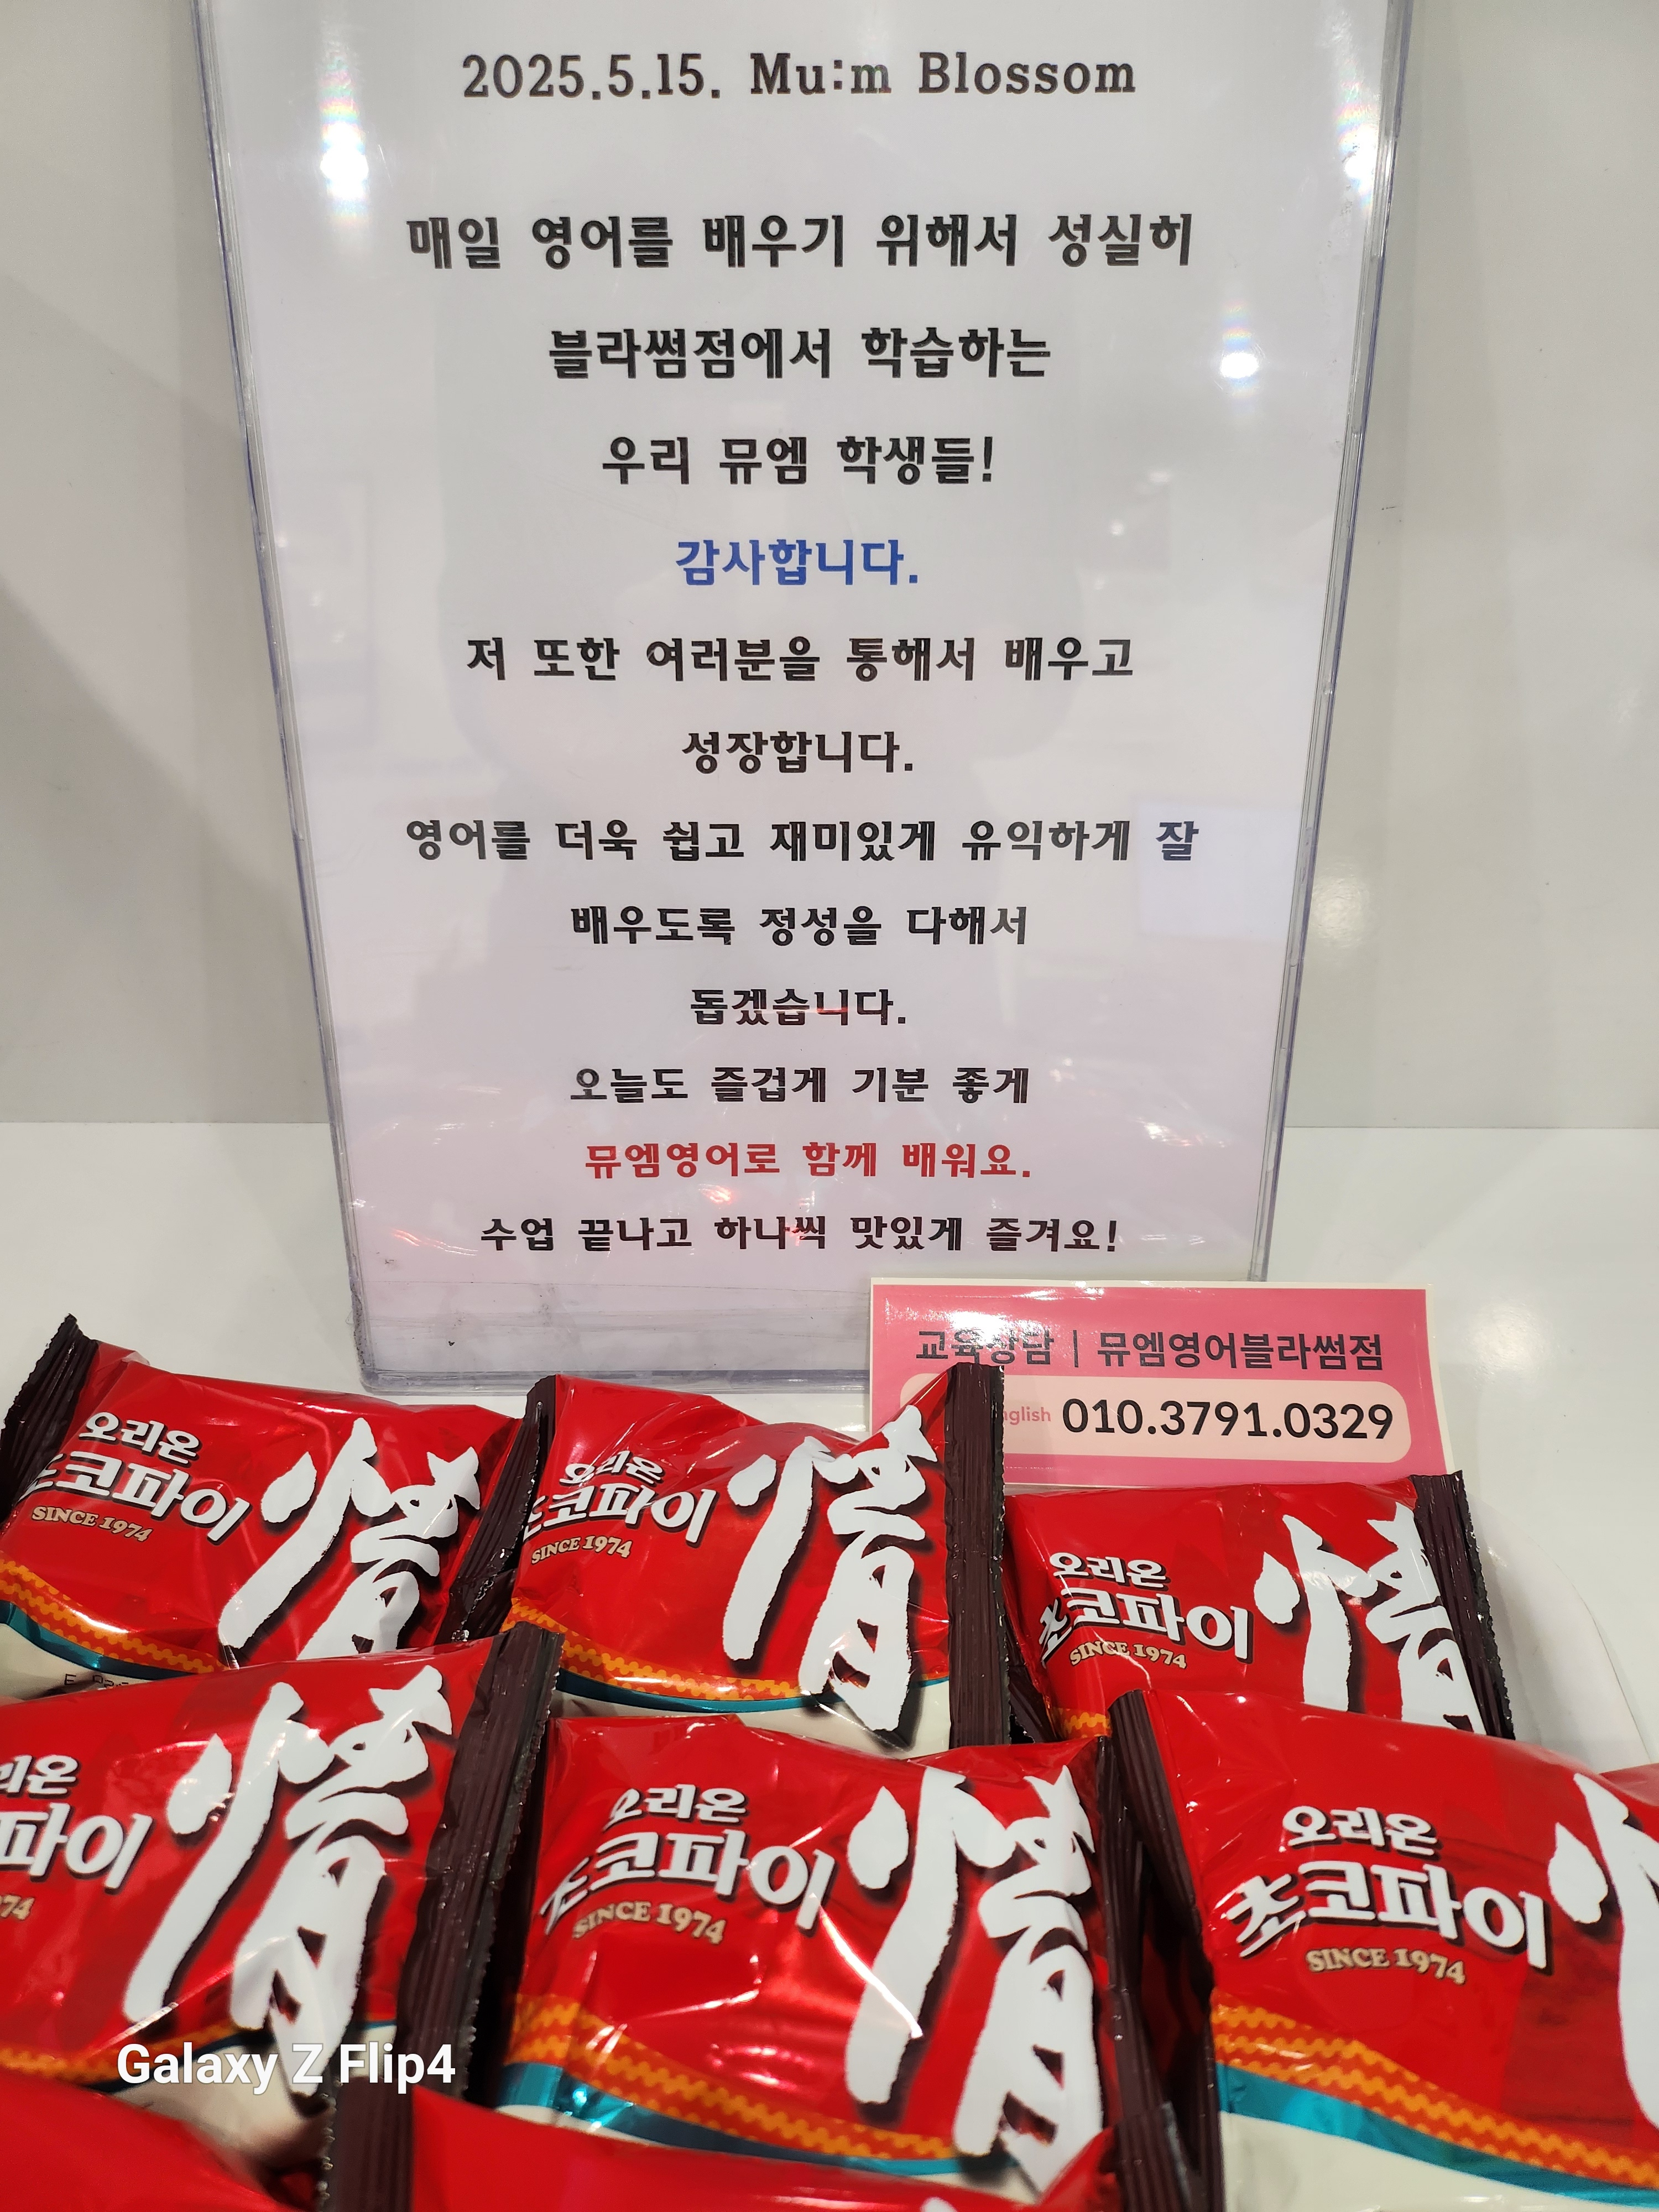 2025.5.15. Mu:m Blossom
매일 영어를 배우기 위해서 성실히
블라썸점에서 학습하는
우리 뮤엠 학생들!
감사합니다.
저 또한 여러분을 통해서 배우고
성장합니다.
영어를 더욱 쉽고 재미있게 유익하게 잘
배우도록 정성을 다해서
돕겠습니다.
오늘도 즐겁게 기분 좋게
뮤엠영어로 함께 배워요.
수업 끝나고 하나씩 맛있게 즐겨요!
교육상담 | 뮤엠영어블라썸점
010.3791.0329
오리온
초코파이
SINCE 1974
情
오리온
초코파이
SINCE 1974
情
오리온
초코파이
SINCE 1974
情
情
오리온
초코파이
SINCE 1974
情
오리온
초코파이
SINCE 1974
Galaxy Z Flip4